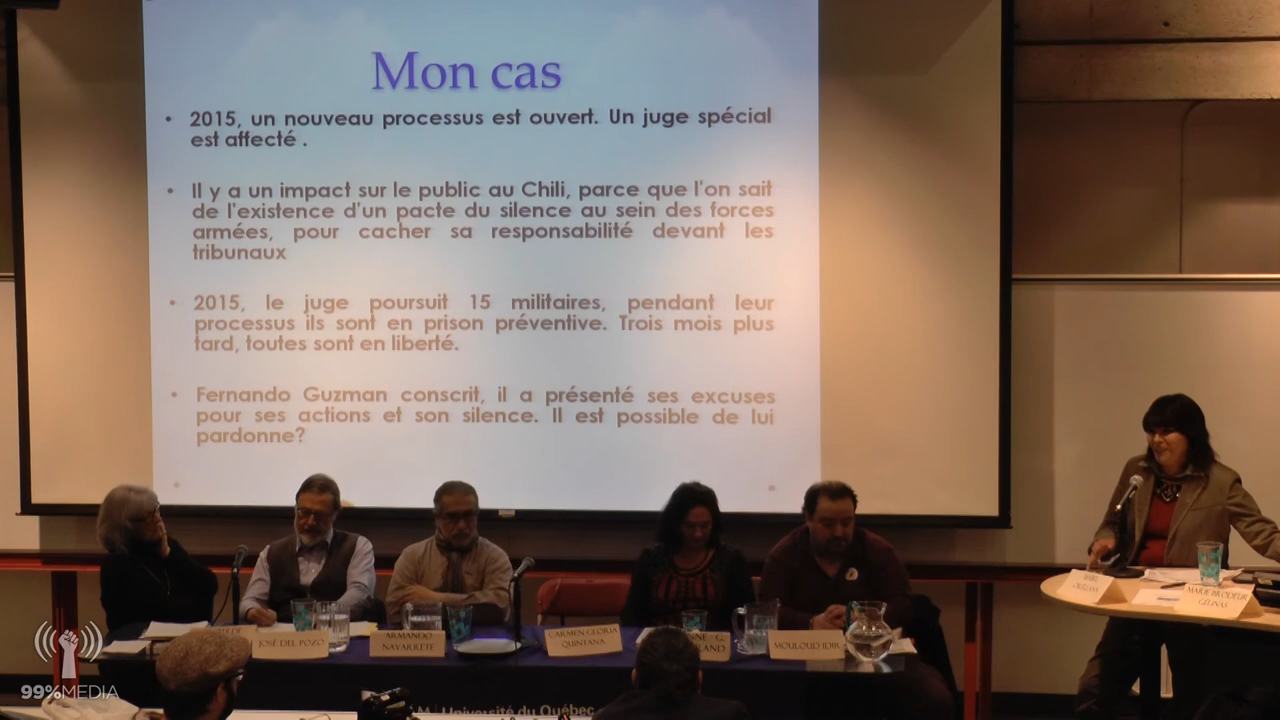 Mon cas
• 2015, un nouveau processus est ouvert. Un juge spécial
est affecté .
• Il y a un impact sur le public au Chili, parce que l'on sait
de l'existence d'un pacte du silence au sein des forces
armées, pour cacher sa responsabilité devant les
tribunaux
• 2015, le juge poursuit 15 militaires, pendant leur
processus ils sont en prison préventive. Trois mois plus
tard, toutes sont en liberté.
• Fernando Guzman conscrit, il a présenté ses excuses
pour ses actions et son silence. Il est possible de lui
pardonne?
JOSÉ DEL POZO
ARMANDO
NAVARRETE
CARMEN GLORIA
QUINTANA
MOULOUD IDIR
MARIE BRODEUR
GÉLINAS
99%MEDIA
Université du Québec